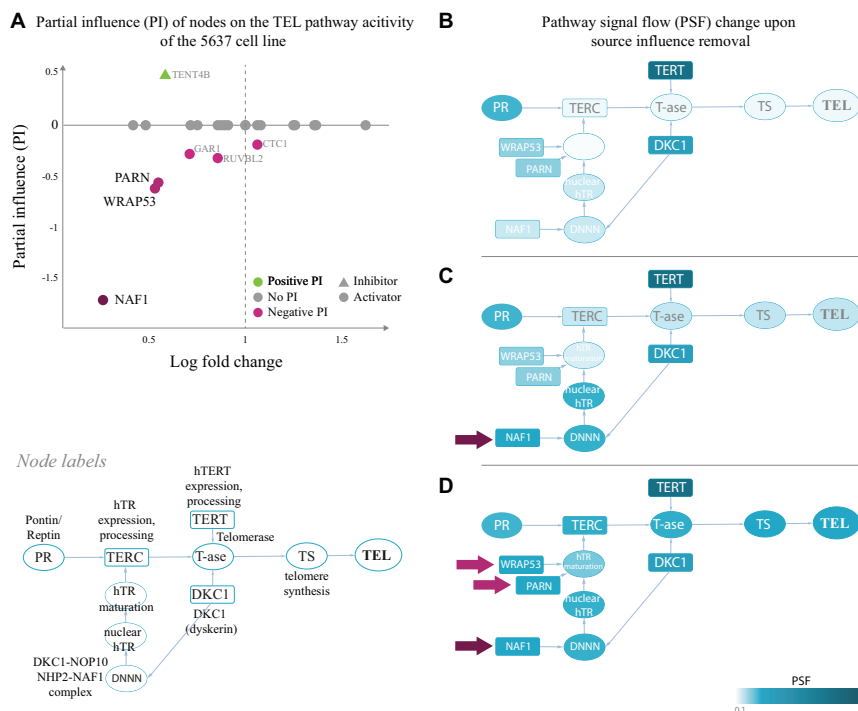 A
Partial influence (PI) of nodes on the TEL pathway acitivity
of the 5637 cell line
0.5
0
-0.5
-1
-1.5
Partial influence (PI)
TENT4B
GAR1
RUVBL2
CTC1
PARN
WRAP53
NAF1
Positive PI
No PI
Negative PI
Inhibitor
Activator
0.5
1
1.5
Log fold change
Node labels
hTERT
expression,
processing
hTR
expression,
processing
Pontin/
Reptin
TERT
Telomerase
PR
TERC
T-ase
TS
TEL
telomere
synthesis
hTR
maturation
DKC1
DKC1
(dyskerin)
nuclear
hTR
DKC1-NOP10
NHP2-NAF1
complex
DNNN
B
Pathway signal flow (PSF) change upon
source influence removal
TERT
PR
TERC
T-ase
TS
TEL
WRAP53
PARN
DKC1
nuclear
hTR
NAF1
DNNN
C
TERT
PR
TERC
T-ase
TS
TEL
WRAP53
hTR
maturation
PARN
DKC1
nuclear
hTR
NAF1
DNNN
D
TERT
PR
TERC
T-ase
TS
TEL
WRAP53
hTR
maturation
PARN
DKC1
nuclear
hTR
NAF1
DNNN
PSF
0.1